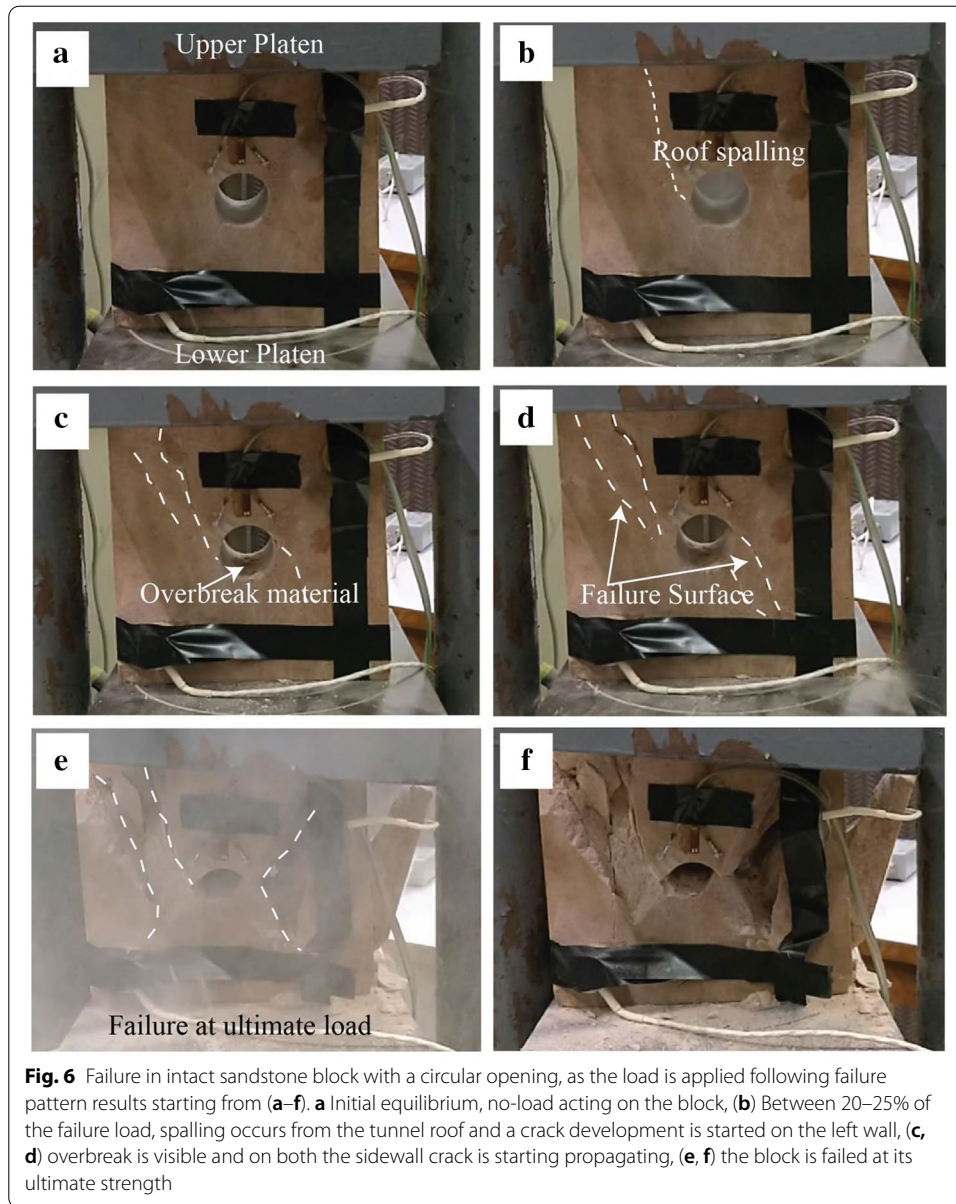 a
Upper Platen
Lower Platen
b
Roof spalling
c
Overbreak material
d
Failure Surface
e
Failure at ultimate load
f
Fig. 6 Failure in intact sandstone block with a circular opening, as the load is applied following failure
pattern results starting from (a–f). a Initial equilibrium, no-load acting on the block, (b) Between 20–25% of
the failure load, spalling occurs from the tunnel roof and a crack development is started on the left wall, (c,
d) overbreak is visible and on both the sidewall crack is starting propagating, (e, f) the block is failed at its
ultimate strength